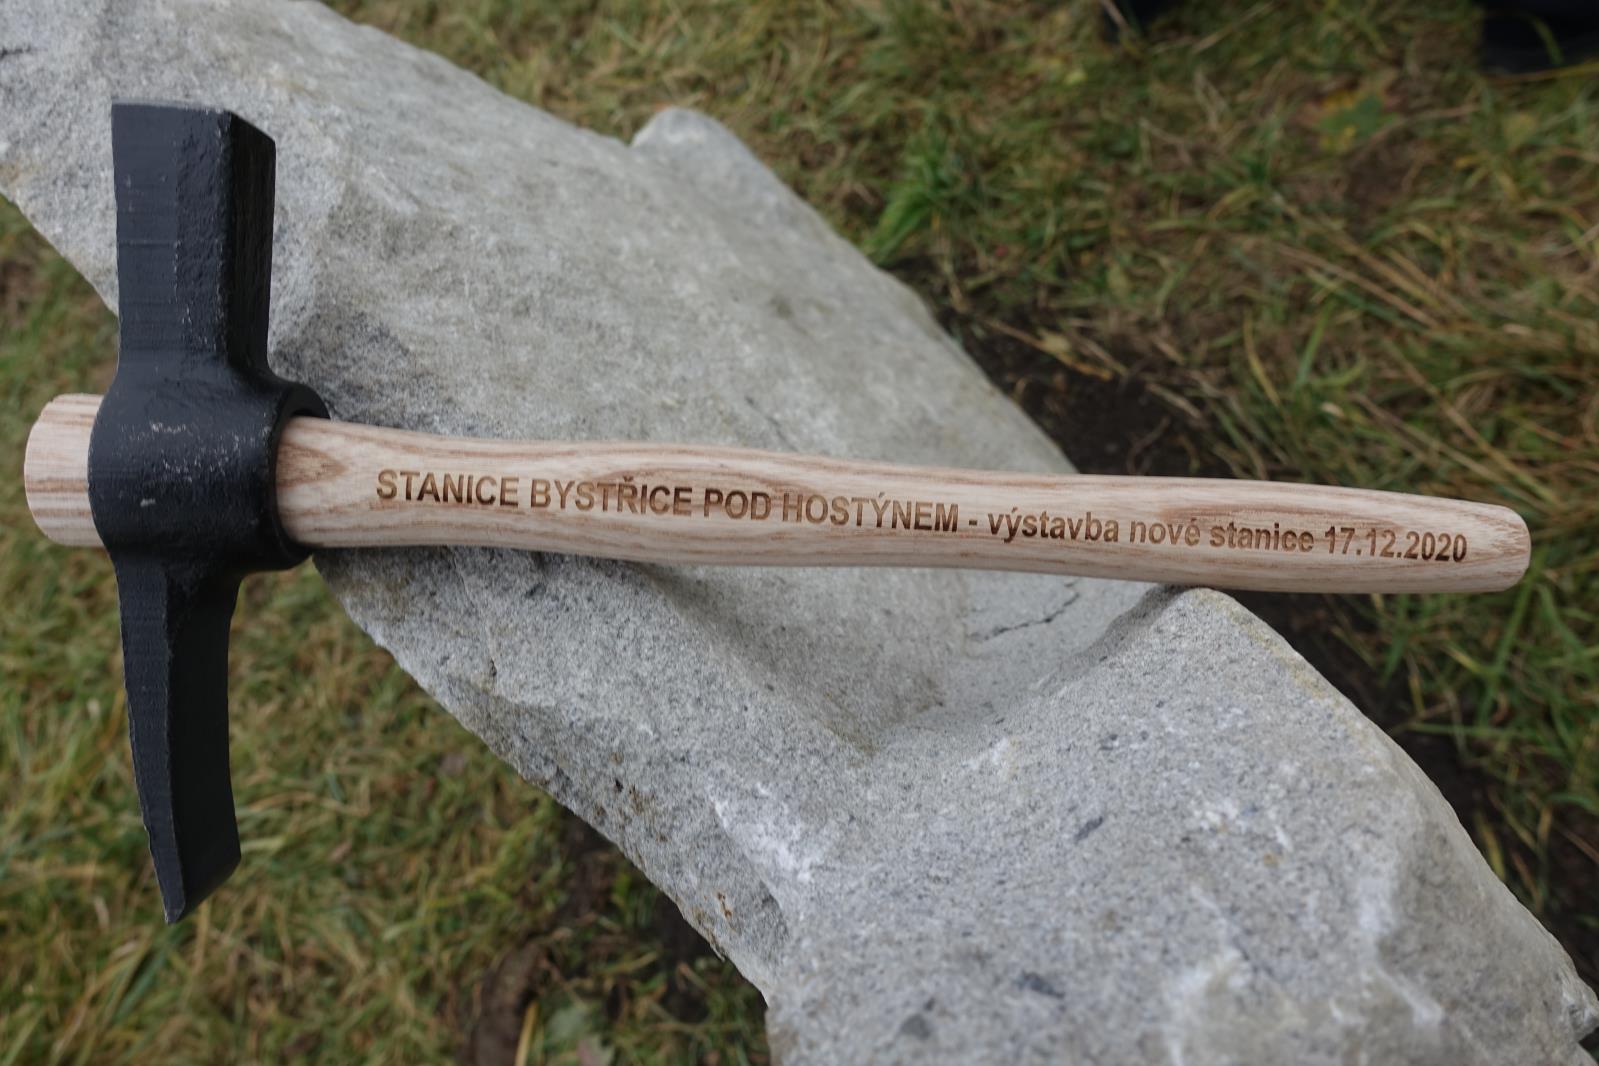 STANICE BYSTŘICE POD HOSTÝNEM - výstavba nové stanice 17.12.2020